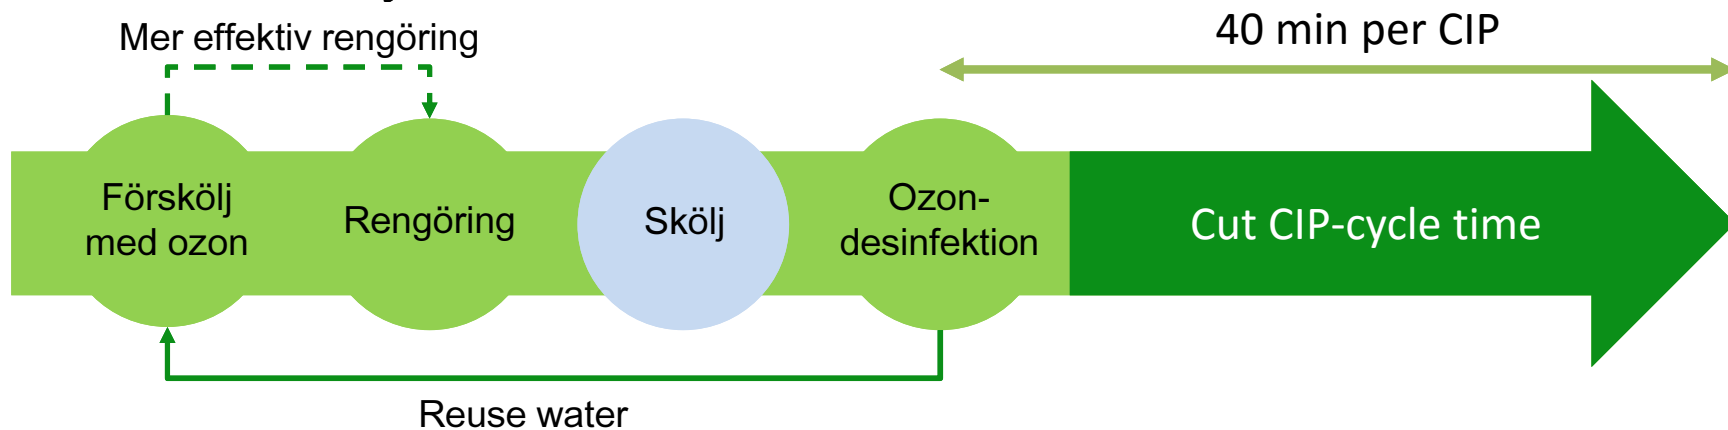 Mer effektiv rengöring
40 min per CIP
Förskölj
med ozon
Rengöring
Skölj
Ozon-
desinfektion
Cut CIP-cycle time
Reuse water